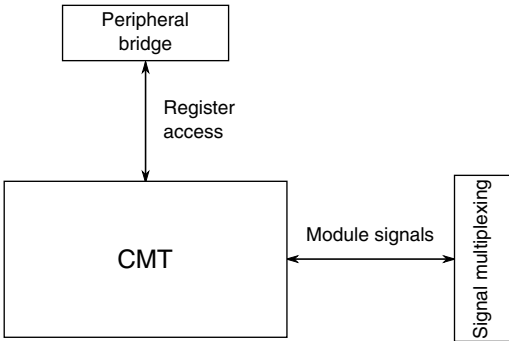 Peripheral
bridge
Register
access
CMT
Module signals
Signal multiplexing